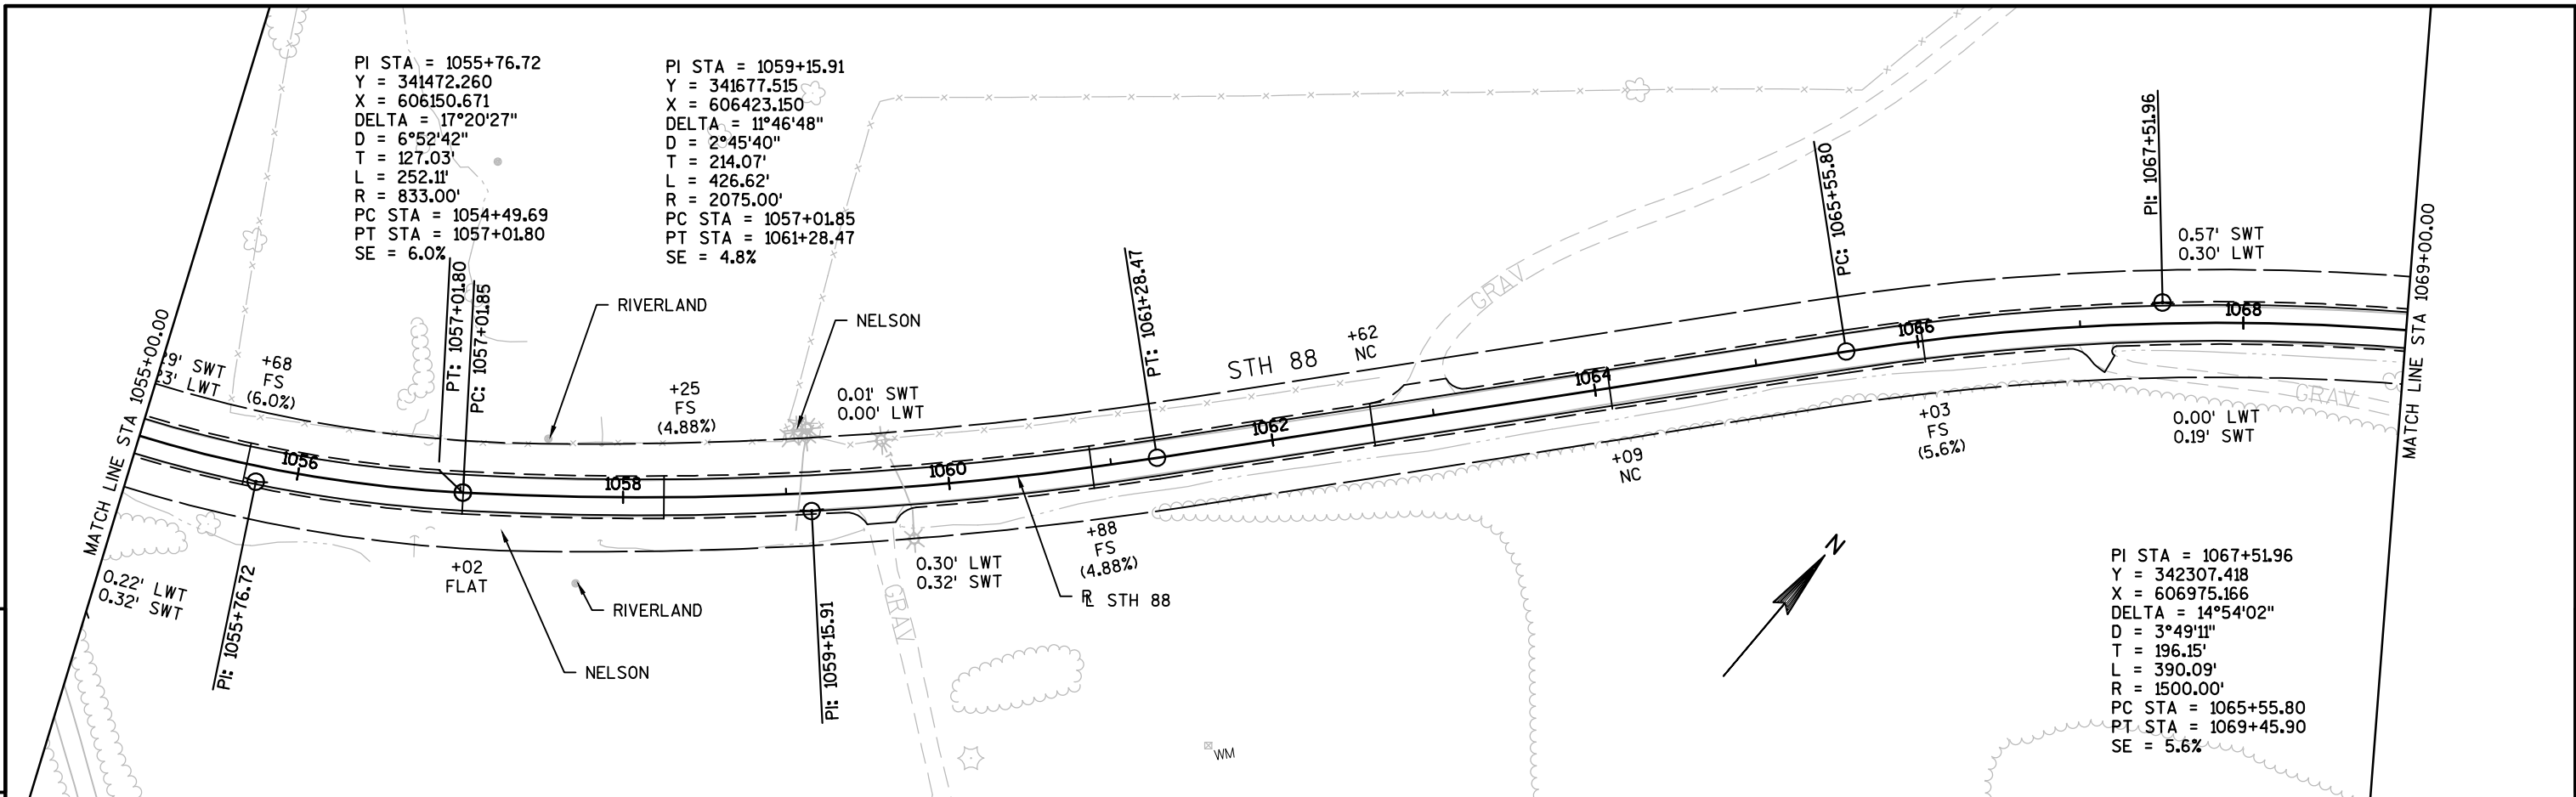 PI STA = 1055+76.72
Y = 341472.260
X = 606150.671
DELTA = 17°20'27"
D = 6°52'42"
T = 127.03'
L = 252.11'
R = 833.00'
PC STA = 1054+49.69
PT STA = 1057+01.80
SE = 6.0%
PI STA = 1059+15.91
Y = 341677.515
X = 606423.150
DELTA = 11°46'48"
D = 2°45'40"
T = 214.07'
L = 426.62'
R = 2075.00'
PC STA = 1057+01.85
PT STA = 1061+28.47
SE = 4.8%
PT: 1057+01.80
PC: 1057+01.85
RIVERLAND
NELSON
PT: 1061+28.47
STH 88
GRAV
+62
NC
PC: 1065+55.80
PI: 1067+51.96
0.57' SWT
0.30' LWT
MATCH LINE STA 1055+00.00
9' SWT
3' LWT
+68
FS
(6.0%)
+25
FS
(4.88%)
0.01' SWT
0.00' LWT
1056
1058
1060
1062
1064
1066
1068
MATCH LINE STA 1069+00.00
GRAV
0.00' LWT
0.19' SWT
+03
FS
(5.6%)
+09
NC
+88
FS
(4.88%)
0.30' LWT
0.32' SWT
STH 88
+02
FLAT
0.22' LWT
0.32' SWT
PI: 1055+76.72
RIVERLAND
NELSON
PI: 1059+15.91
GRAV
WM
N
PI STA = 1067+51.96
Y = 342307.418
X = 606975.166
DELTA = 14°54'02"
D = 3°49'11"
T = 196.15'
L = 390.09'
R = 1500.00'
PC STA = 1065+55.80
PT STA = 1069+45.90
SE = 5.6%